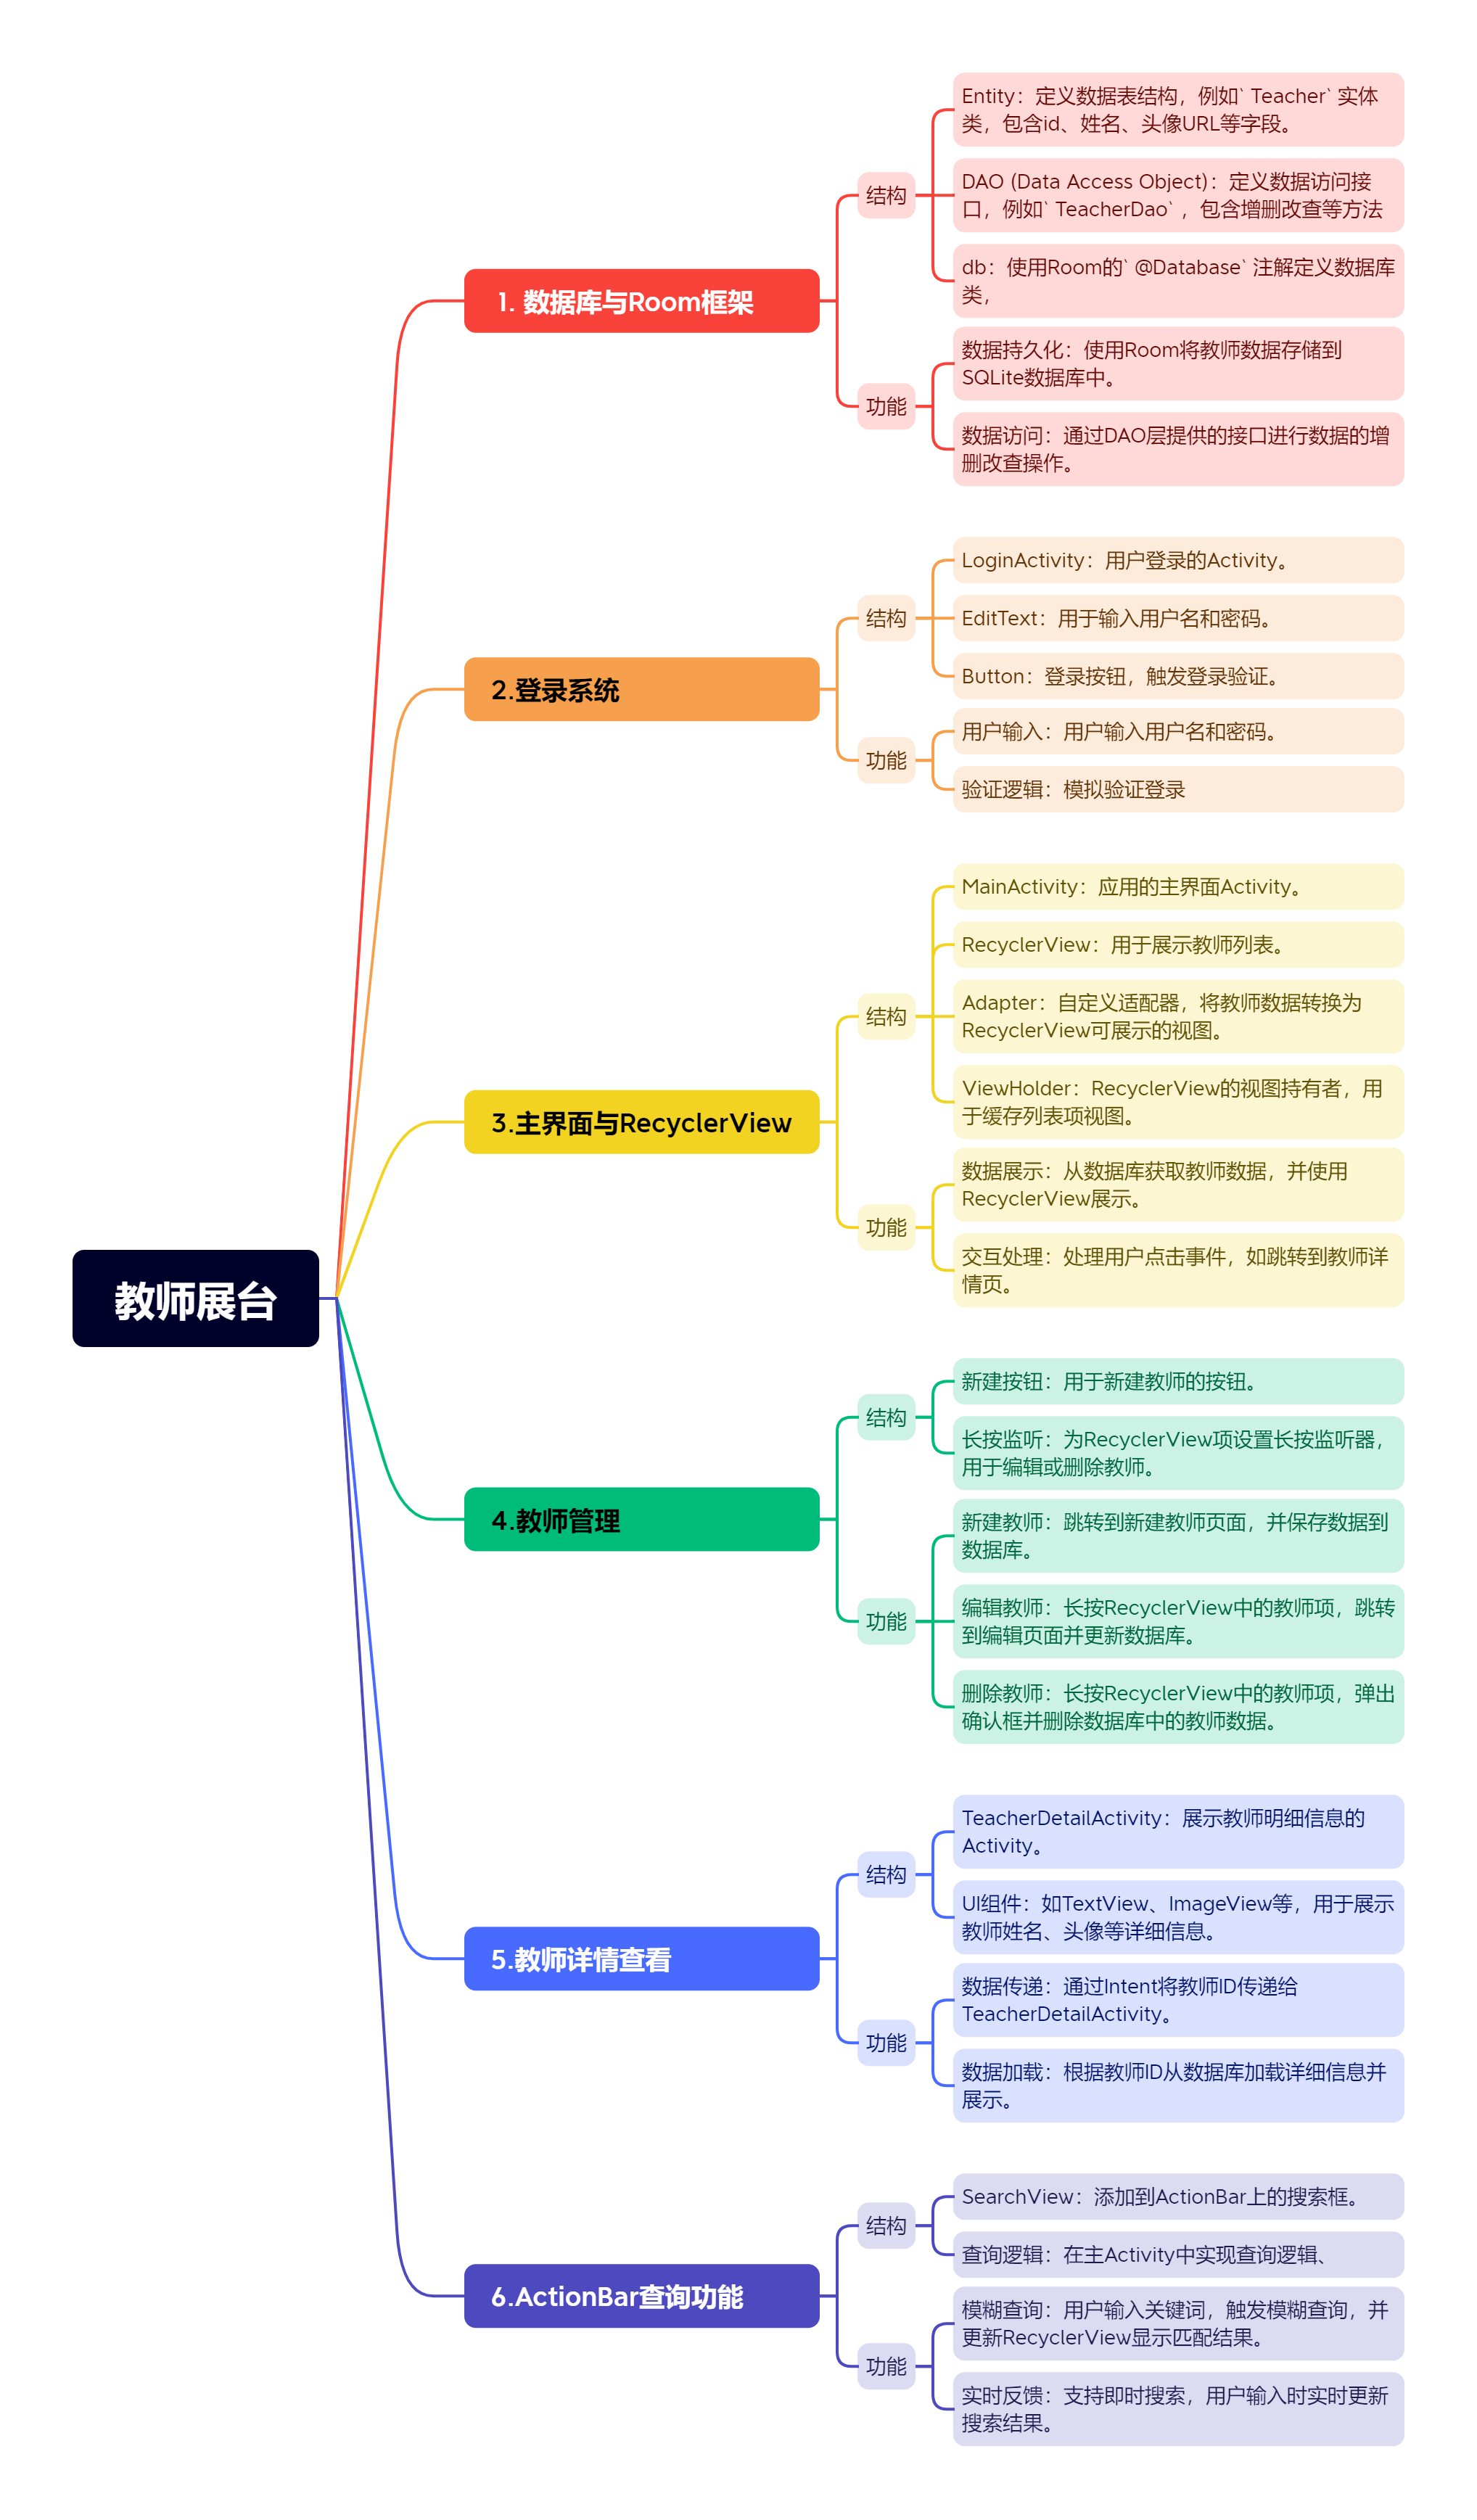 教师展台
1. 数据库与Room框架
结构
Entity：定义数据表结构，例如` Teacher` 实体
类，包含id、姓名、头像URL等字段。
DAO (Data Access Object)：定义数据访问接
口，例如` TeacherDao` ，包含增删改查等方法
db：使用Room的` @Database` 注解定义数据库
类，
功能
数据持久化：使用Room将教师数据存储到
SQLite数据库中。
数据访问：通过DAO层提供的接口进行数据的增
删改查操作。
2.登录系统
结构
LoginActivity：用户登录的Activity。
EditText：用于输入用户名和密码。
Button：登录按钮，触发登录验证。
功能
用户输入：用户输入用户名和密码。
验证逻辑：模拟验证登录
3.主界面与RecyclerView
结构
MainActivity：应用的主界面Activity。
RecyclerView：用于展示教师列表。
Adapter：自定义适配器，将教师数据转换为
RecyclerView可展示的视图。
ViewHolder：RecyclerView的视图持有者，用
于缓存列表项视图。
功能
数据展示：从数据库获取教师数据，并使用
RecyclerView展示。
交互处理：处理用户点击事件，如跳转到教师详
情页。
4.教师管理
结构
新建按钮：用于新建教师的按钮。
长按监听：为RecyclerView项设置长按监听器，
用于编辑或删除教师。
功能
新建教师：跳转到新建教师页面，并保存数据到
数据库。
编辑教师：长按RecyclerView中的教师项，跳转
到编辑页面并更新数据库。
删除教师：长按RecyclerView中的教师项，弹出
确认框并删除数据库中的教师数据。
5.教师详情查看
结构
TeacherDetailActivity：展示教师明细信息的
Activity。
UI组件：如TextView、ImageView等，用于展示
教师姓名、头像等详细信息。
功能
数据传递：通过Intent将教师ID传递给
TeacherDetailActivity。
数据加载：根据教师ID从数据库加载详细信息并
展示。
6.ActionBar查询功能
结构
SearchView：添加到ActionBar上的搜索框。
查询逻辑：在主Activity中实现查询逻辑、
功能
模糊查询：用户输入关键词，触发模糊查询，并
更新RecyclerView显示匹配结果。
实时反馈：支持即时搜索，用户输入时实时更新
搜索结果。